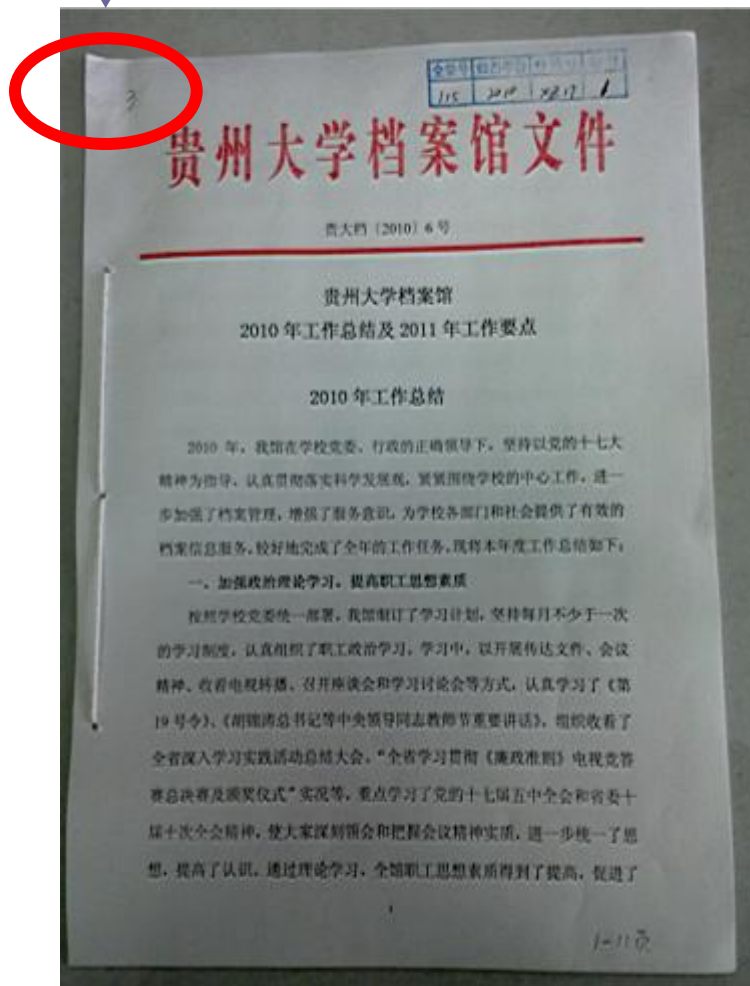 3
全宗号
115 2010 1
贵州大学档案馆文件
贵大档〔2010〕6号
贵州大学档案馆
2010 年工作总结及 2011 年工作要点
2010 年工作总结
2010 年，我馆在学校党委、行政的正确领导下，坚持以党的十七大
精神为指导，认真贯彻落实科学发展观，紧紧围绕学校的中心工作，进一
步加强了档案管理，增强了服务意识，为学校各部门和社会提供了有效的
档案信息服务，较好地完成了全年的工作任务，现将本年度工作总结如下：
一、加强政治理论学习，提高职工思想素质
按照学校党委统一部署，我馆制订了学习计划，坚持每月不少于一次
的学习制度，认真组织了职工政治学习，学习中，以开展传达文件、会议
精神、收看电视转播、召开座谈会和学习讨论会等方式，认真学习了《第
19 号令》、《胡锦涛总书记等中央领导同志教师节重要讲话》，组织收看了
全省深入学习实践活动总结大会，“全省学习贯彻《廉政准则》电视竞答
赛总决赛及颁奖仪式”实况等，重点学习了党的十七届五中全会和省委十
届十次全会精神，使大家深刻领会和把握会议精神实质，进一步统一了思
想，提高了认识，通过理论学习，全馆职工思想素质得到了提高，促进了
1
1-11页